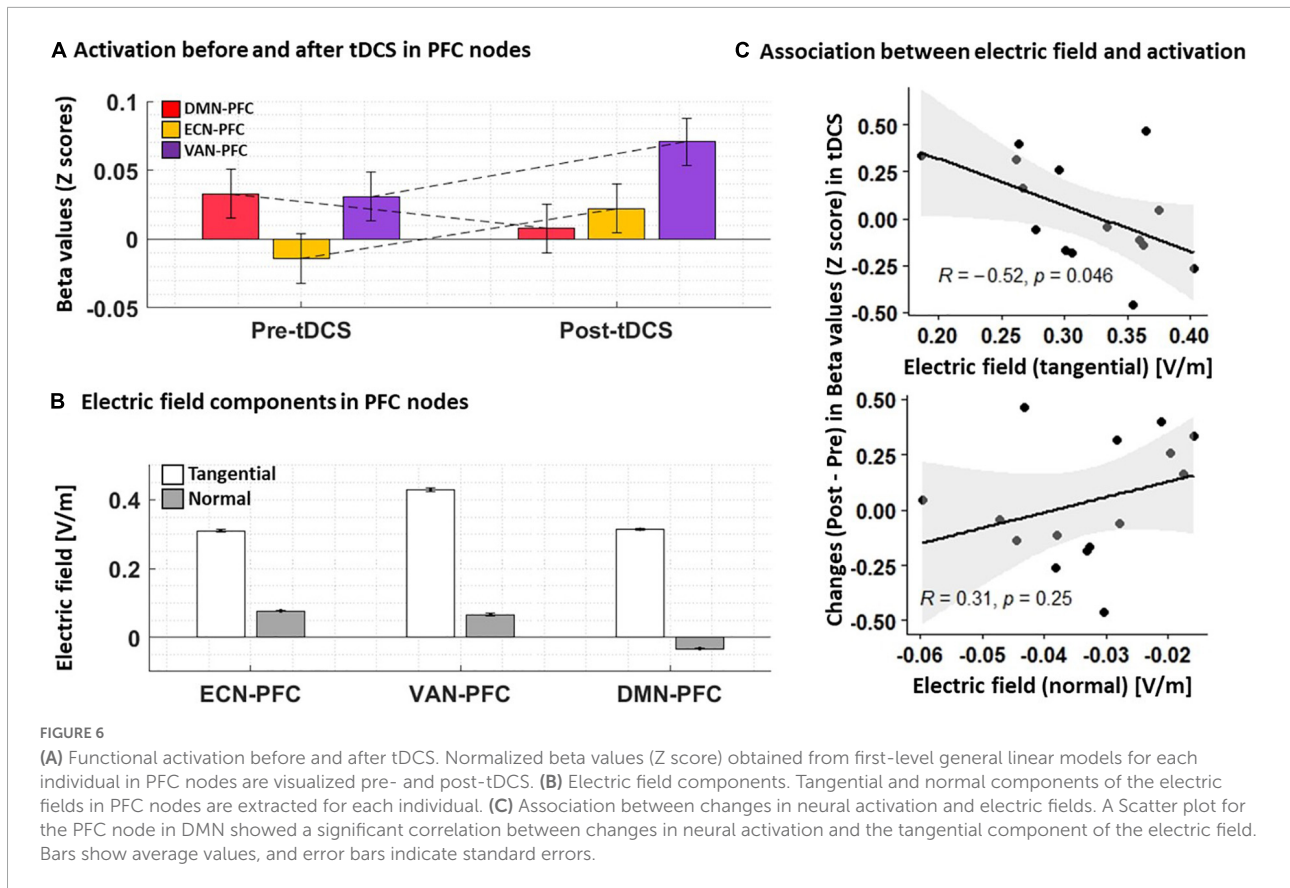 A Activation before and after tDCS in PFC nodes
Beta values (Z scores)
0.1
0.05
0
-0.05
DMN-PFC
ECN-PFC
VAN-PFC
Pre-tDCS Post-tDCS
B Electric field components in PFC nodes
Electric field [V/m]
0.4
0.2
0
Tangential
Normal
ECN-PFC VAN-PFC DMN-PFC
C Association between electric field and activation
Changes (Post - Pre) in Beta values (Z score) in tDCS
0.50
0.25
0.00
-0.25
-0.50
R = −0.52, p = 0.046
0.20 0.25 0.30 0.35 0.40
Electric field (tangential) [V/m]
0.50
0.25
0.00
-0.25
-0.50
R = 0.31, p = 0.25
-0.06 -0.05 -0.04 -0.03 -0.02
Electric field (normal) [V/m]
FIGURE 6
(A) Functional activation before and after tDCS. Normalized beta values (Z score) obtained from first-level general linear models for each
individual in PFC nodes are visualized pre- and post-tDCS. (B) Electric field components. Tangential and normal components of the electric
fields in PFC nodes are extracted for each individual. (C) Association between changes in neural activation and electric fields. A Scatter plot for
the PFC node in DMN showed a significant correlation between changes in neural activation and the tangential component of the electric field.
Bars show average values, and error bars indicate standard errors.